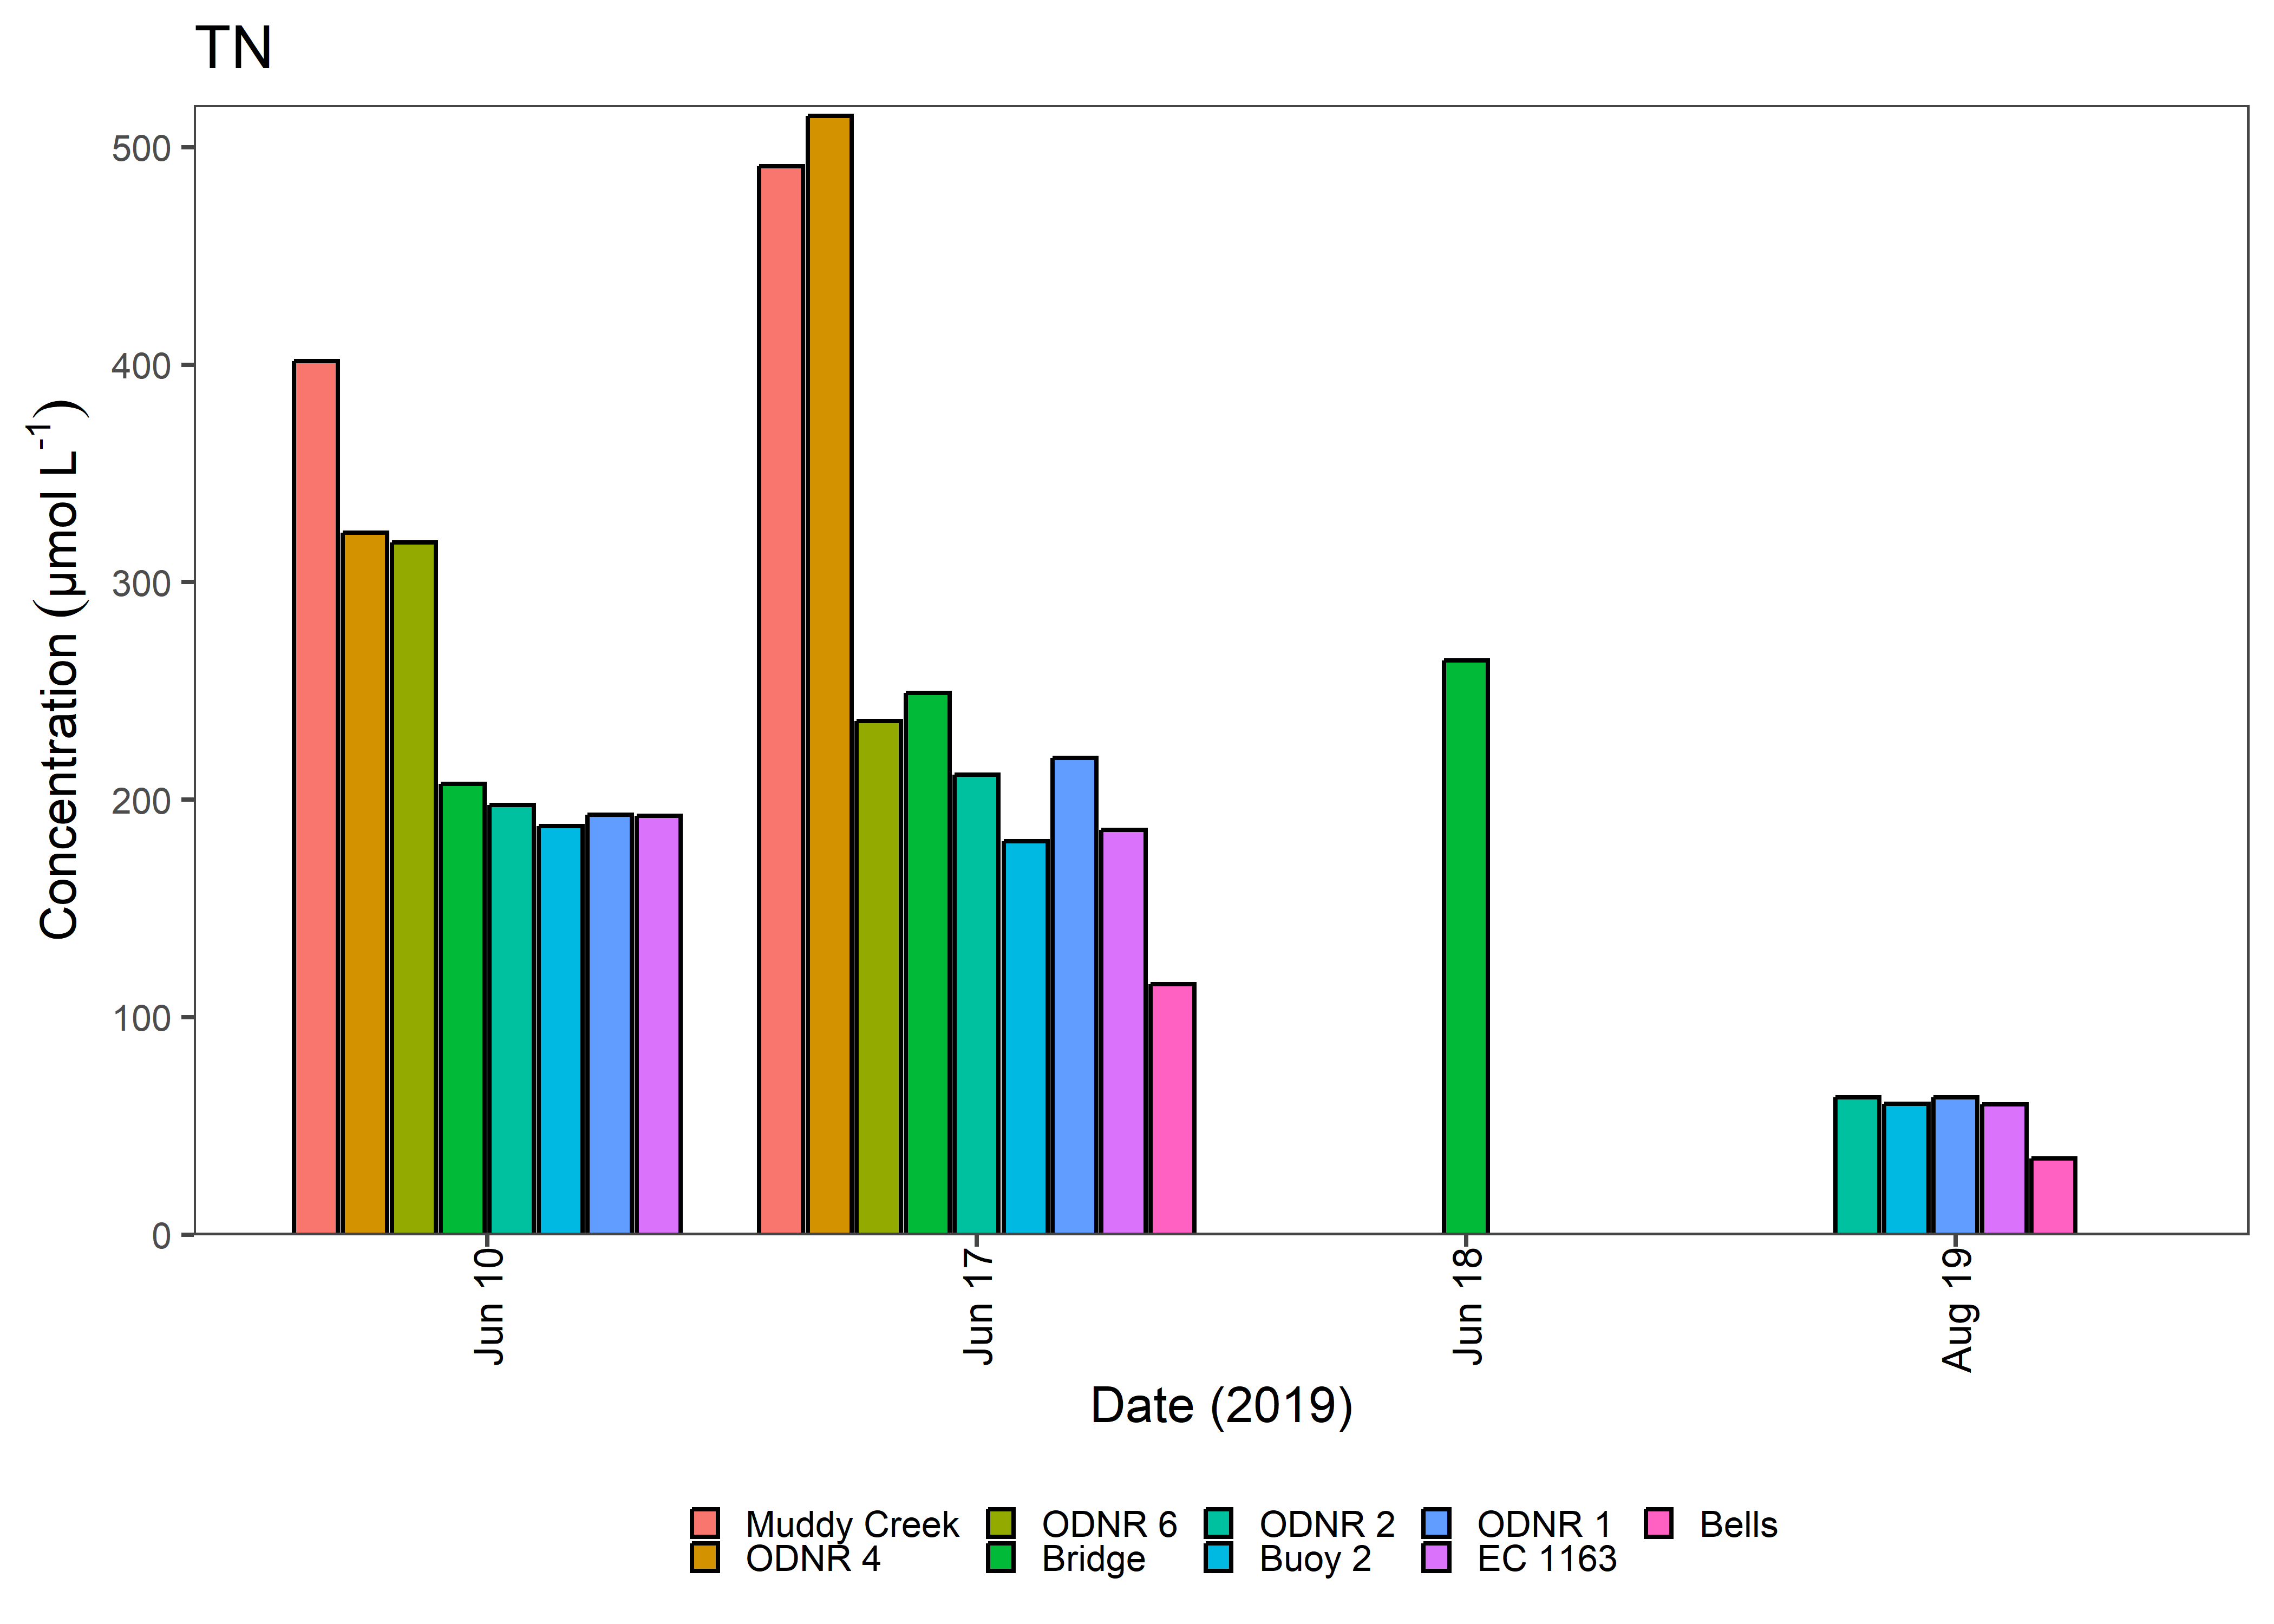 TN
Concentration (µmol L⁻¹)
500
400
300
200
100
0
Jun 10
Jun 17
Jun 18
Aug 19
Date (2019)
Muddy Creek ODNR 6 ODNR 2 ODNR 1 Bells
ODNR 4 Bridge Buoy 2 EC 1163